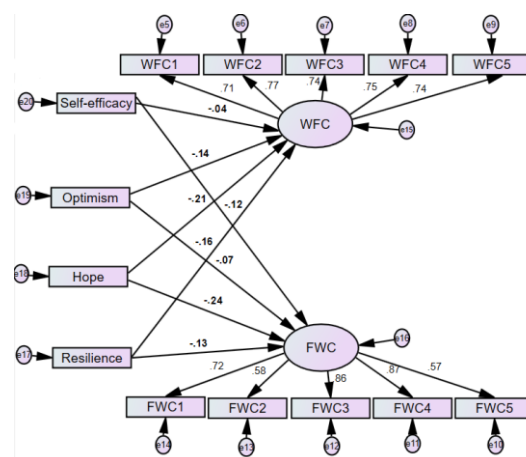 e5 e6 e7 e8 e9
WFC1 WFC2 WFC3 WFC4 WFC5
.71 .77 .74 .75 .74
e20 Self-efficacy -.04 WFC e15
-.14
-.21 -.12
e19 Optimism
-.16
-.07
e18 Hope
-.24
e17 Resilience -.13 FWC e16
.72 .58 .86 .87 .57
FWC1 FWC2 FWC3 FWC4 FWC5
e14 e13 e12 e11 e10